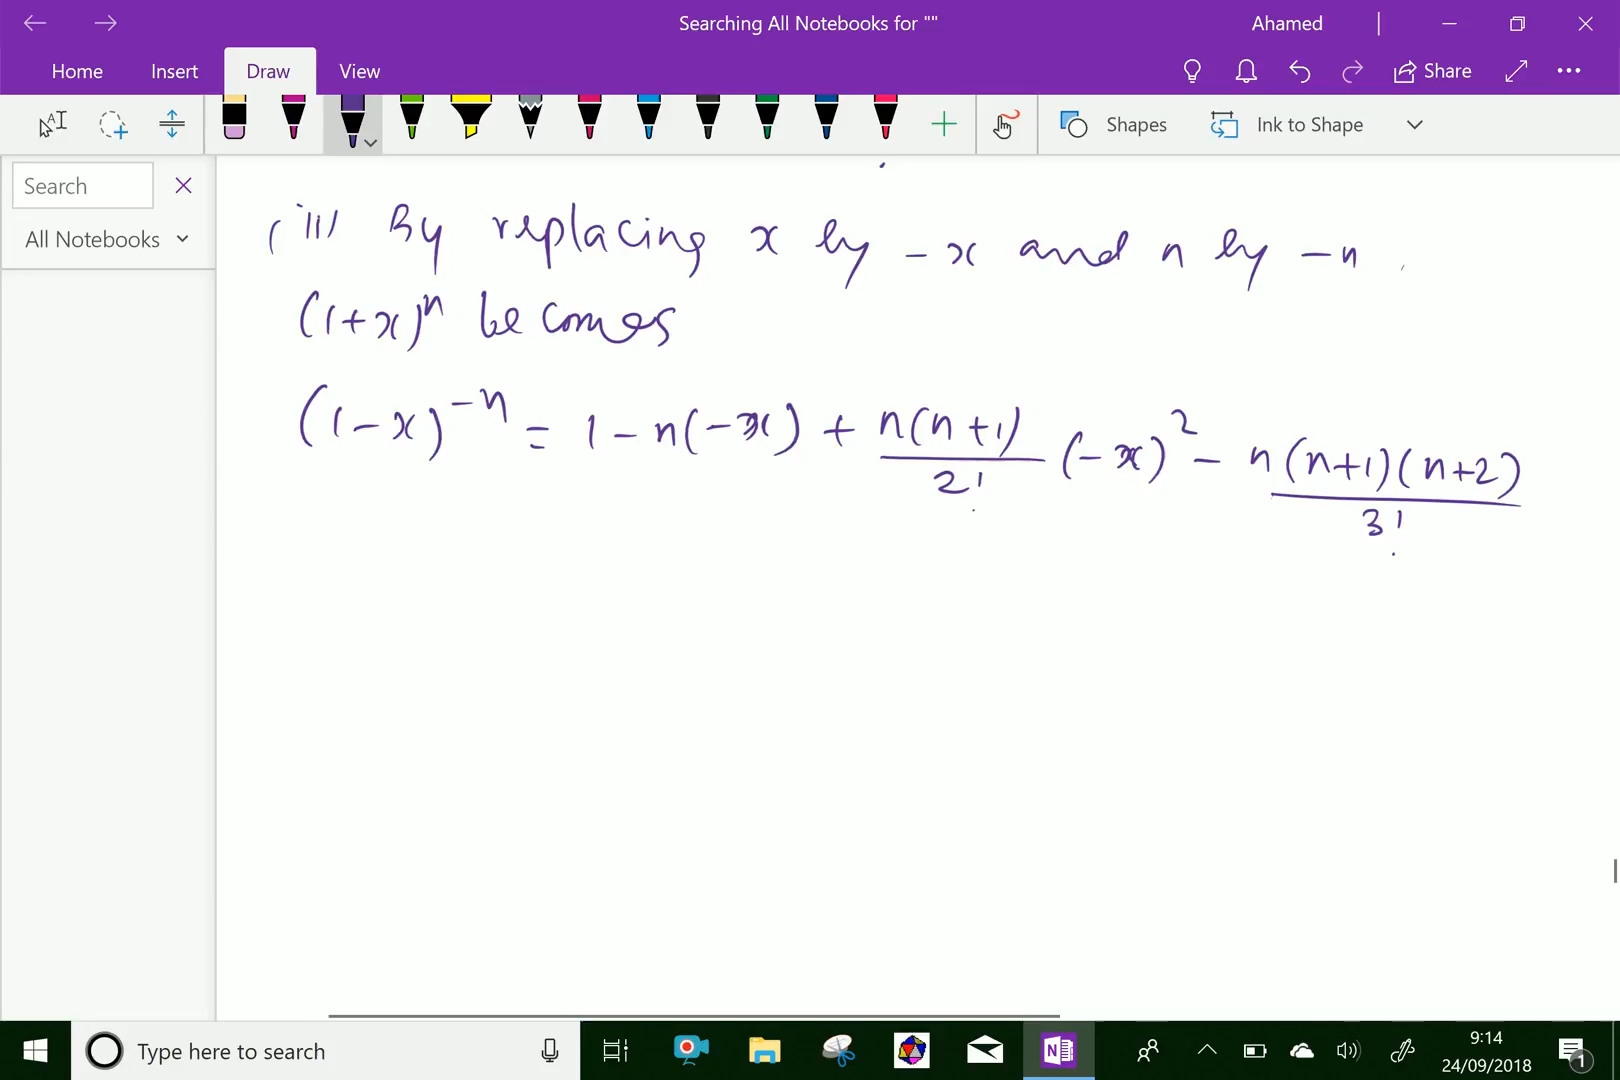 Searching All Notebooks for "" Ahamed
Home Insert Draw View Share
Shapes Ink to Shape
Search
All Notebooks
(iii) By replacing x by -x and n by -n.
(1+x)^n becomes
(1-x)^-n = 1 - n(-x) + n(n+1)/2! (-x)^2 - n(n+1)(n+2)/3!
Type here to search
9:14
24/09/2018
1